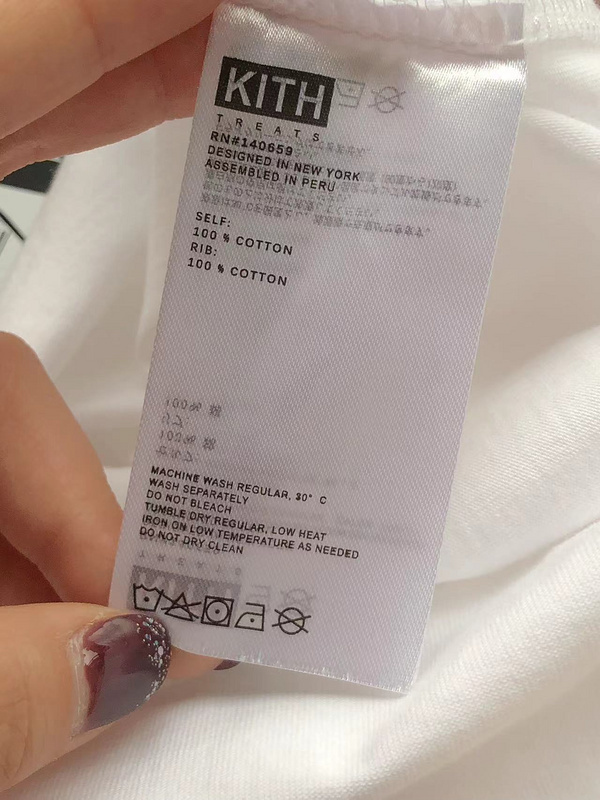 KITH
TREATS
RN#140659
DESIGNED IN NEW YORK
ASSEMBLED IN PERU
SELF:
100 % COTTON
RIB:
100 % COTTON
MACHINE WASH REGULAR, 30° C
WASH SEPARATELY
DO NOT BLEACH
TUMBLE DRY REGULAR, LOW HEAT
IRON ON LOW TEMPERATURE AS NEEDED
DO NOT DRY CLEAN